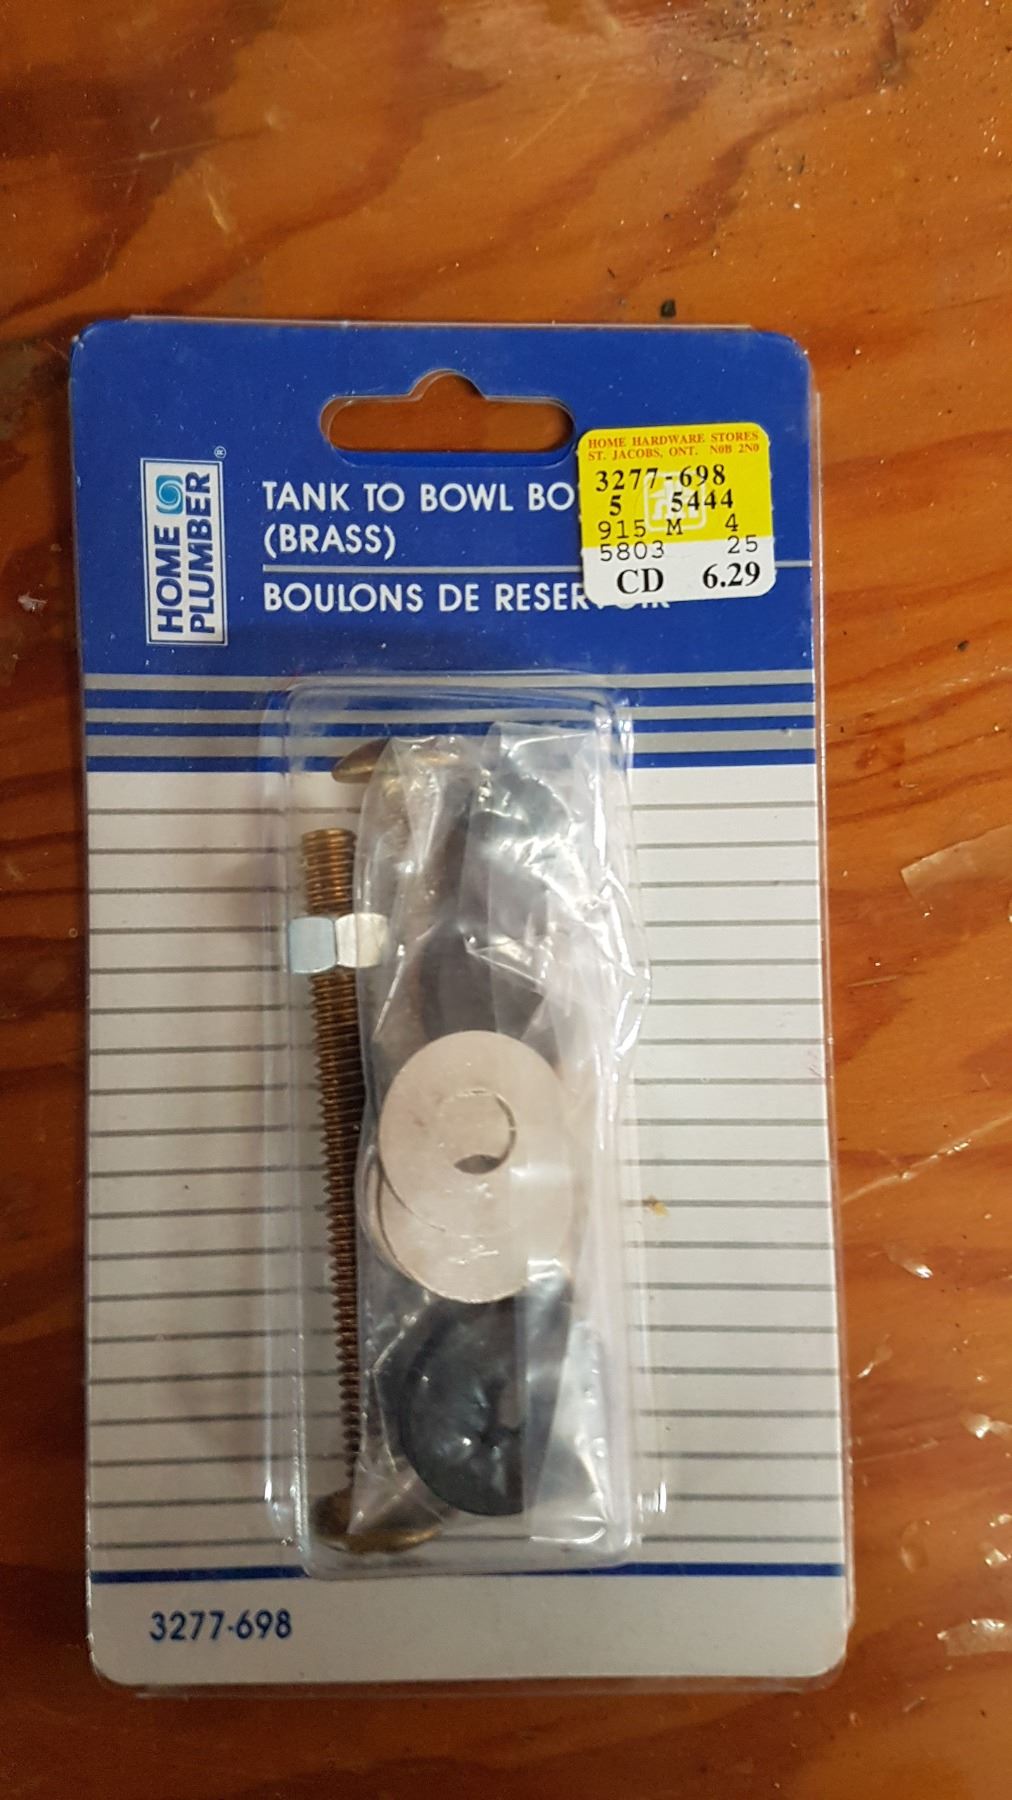 HOME PLUMBER®
TANK TO BOWL BO
(BRASS)
BOULONS DE RESERVOIR
HOME HARDWARE STORES
ST. JACOBS, ONT. N0B 2N0
3277-698
5 5444
915 M 4
5803 25
CD 6.29
3277-698